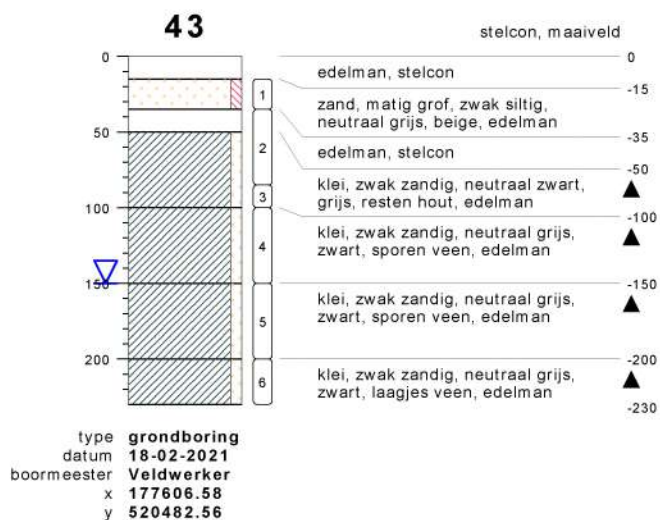 43
stelcon, maaiveld
0
0
edelman, stelcon
-15
1
zand, matig grof, zwak siltig,
neutraal grijs, beige, edelman
-35
50
2
edelman, stelcon
-50
3
klei, zwak zandig, neutraal zwart,
grijs, resten hout, edelman
100
-100
4
klei, zwak zandig, neutraal grijs,
zwart, sporen veen, edelman
150
-150
5
klei, zwak zandig, neutraal grijs,
zwart, sporen veen, edelman
200
-200
6
klei, zwak zandig, neutraal grijs,
zwart, laagjes veen, edelman
-230
type grondboring
datum 18-02-2021
boormeester Veldwerker
x 177606.58
y 520482.56